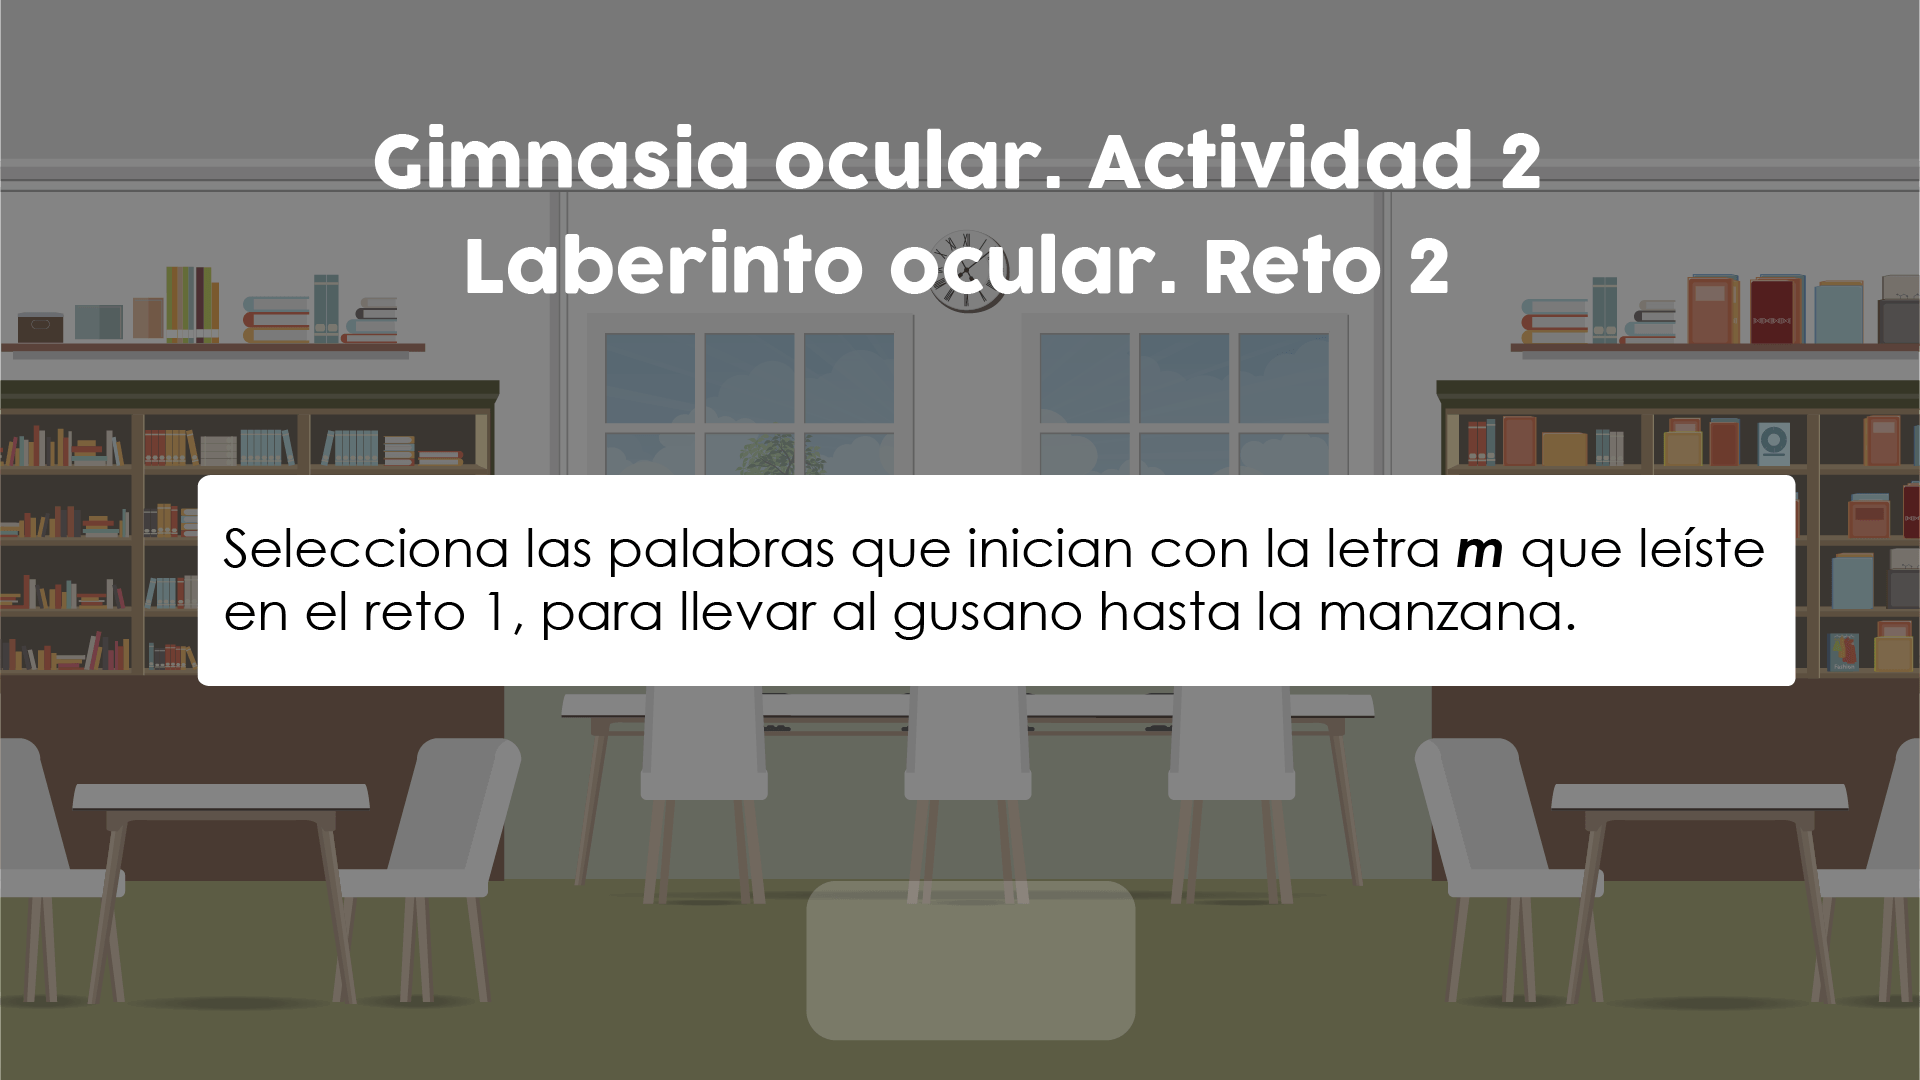 Gimnasia ocular. Actividad 2
Laberinto ocular. Reto 2
Selecciona las palabras que inician con la letra m que leíste
en el reto 1, para llevar al gusano hasta la manzana.